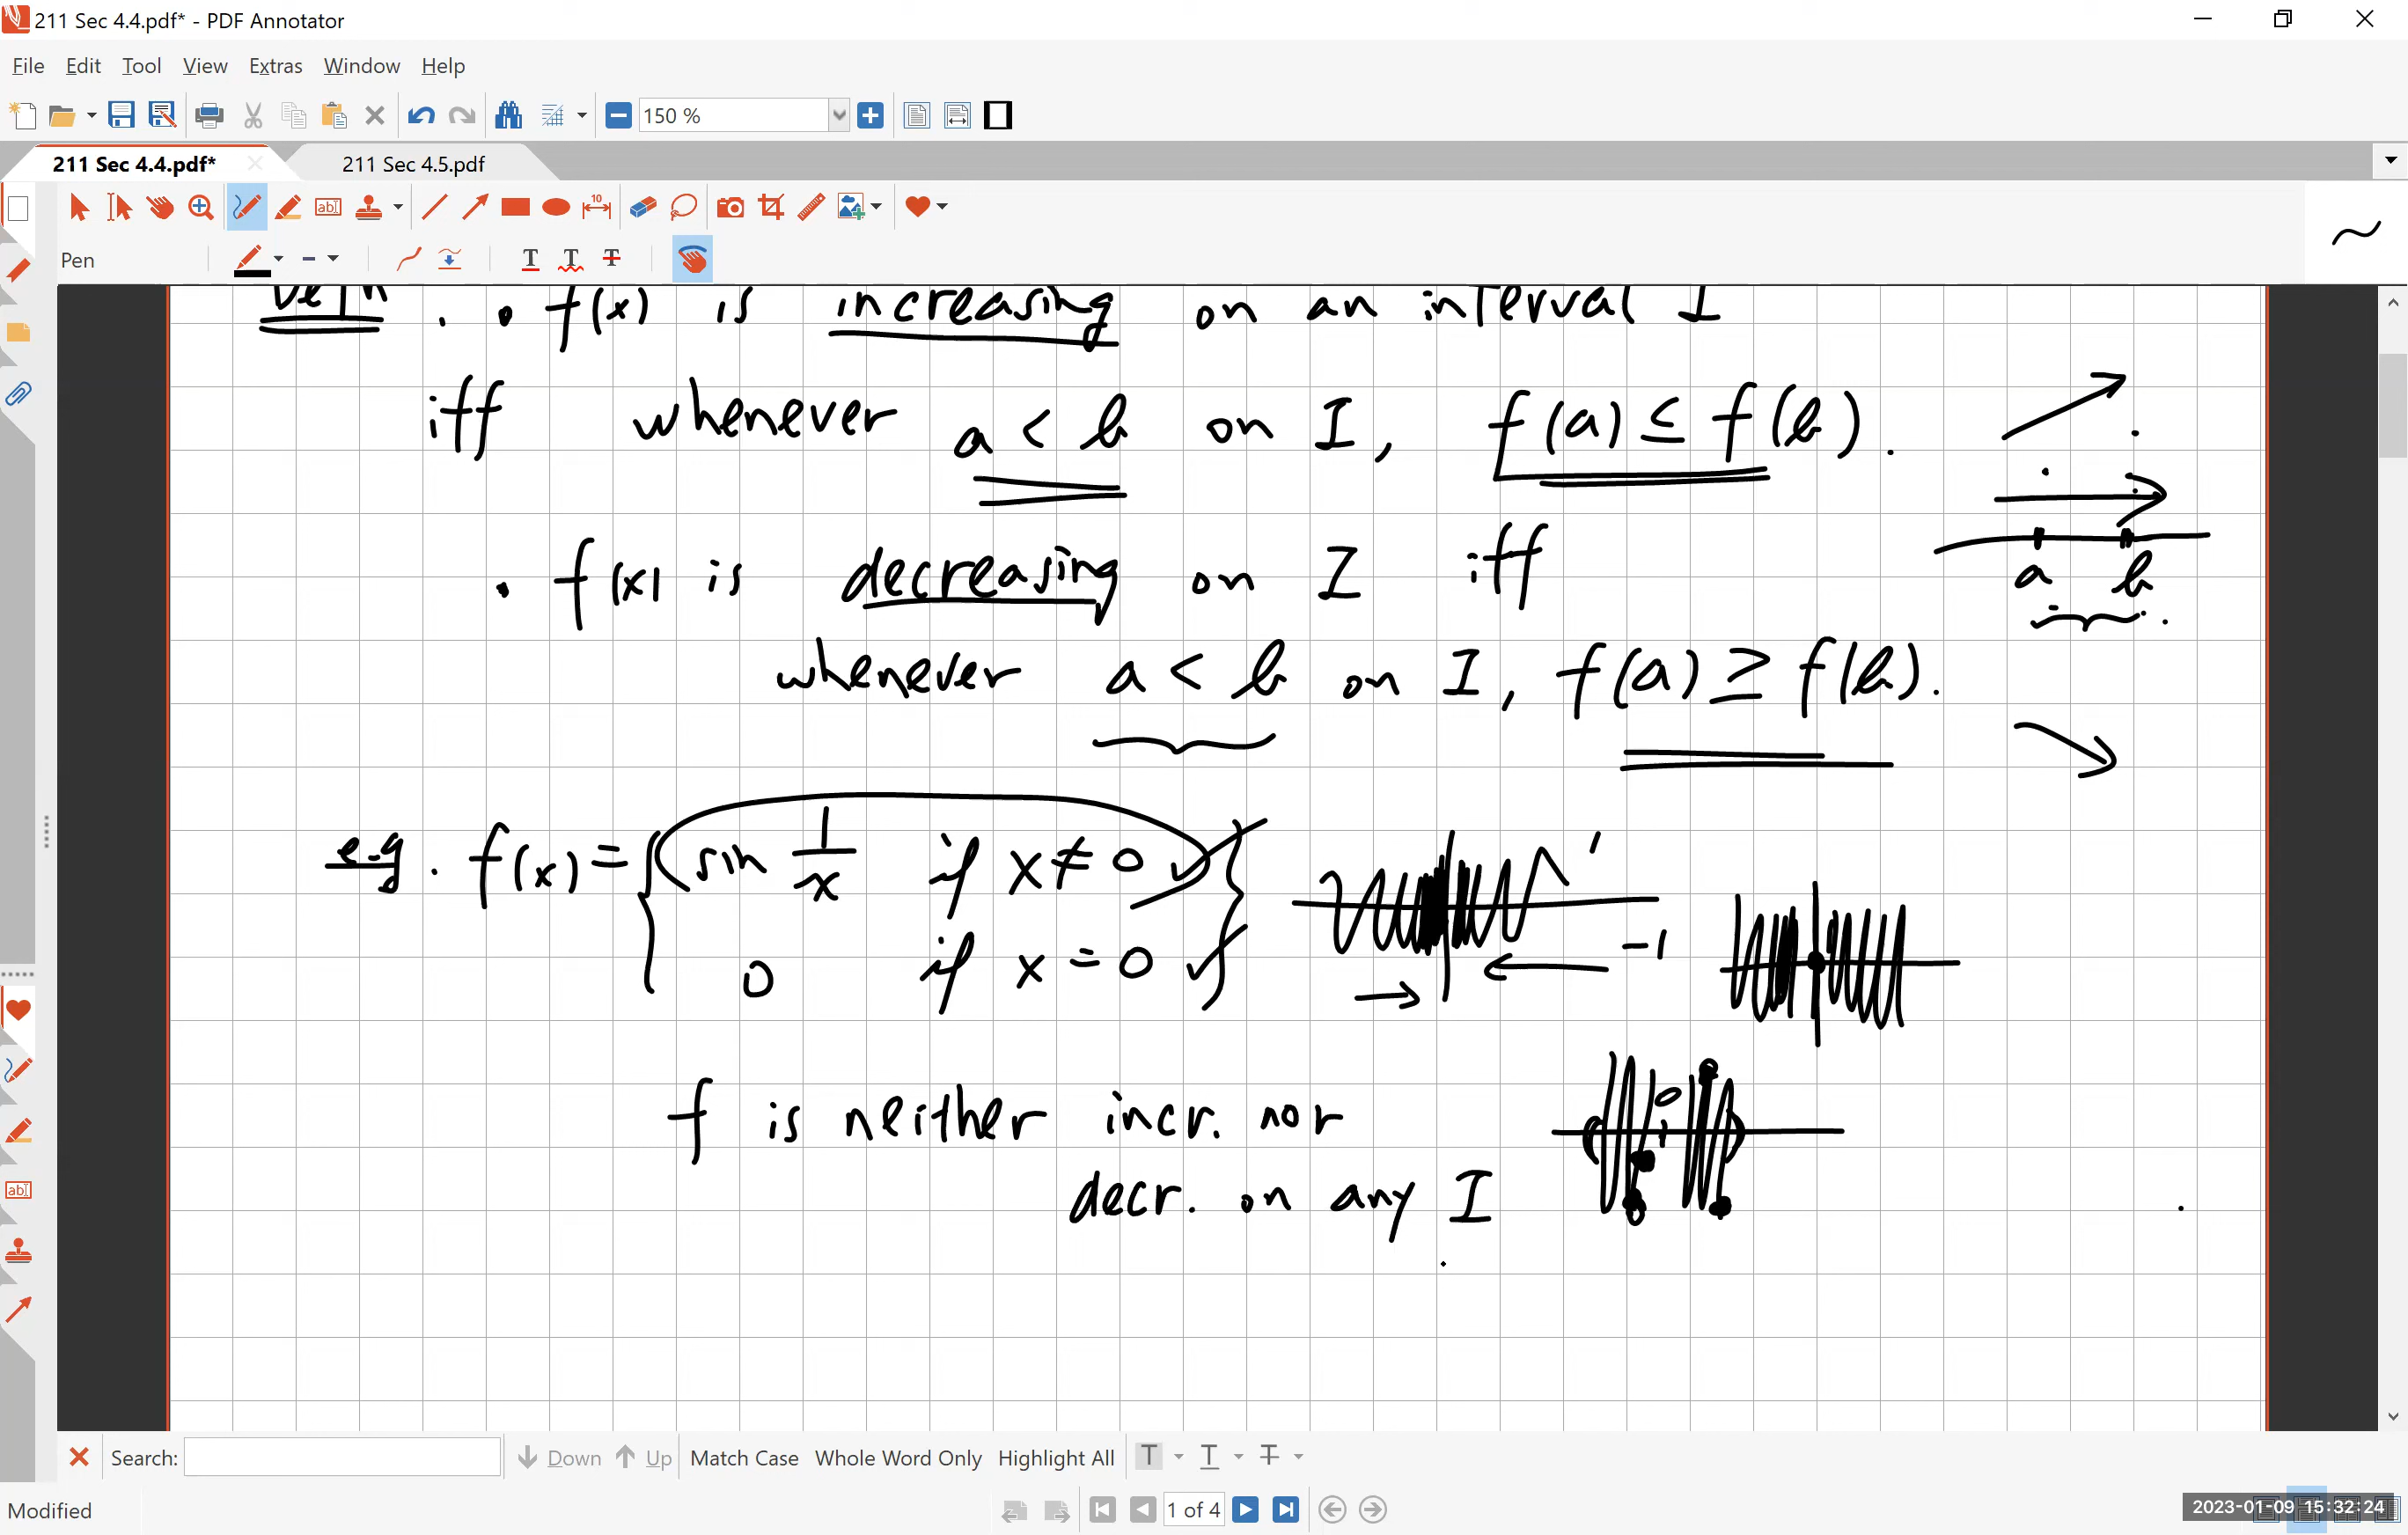 211 Sec 4.4.pdf* - PDF Annotator
File Edit Tool View Extras Window Help
150 %
211 Sec 4.4.pdf* 211 Sec 4.5.pdf
Pen
Defn . • f(x) is increasing on an interval I
iff whenever a < b on I, f(a) ≤ f(b).
• f(x) is decreasing on I iff
a b
whenever a < b on I, f(a) ≥ f(b).
e.g. f(x) = { sin 1/x if x ≠ 0
0 if x = 0
1
-1
f is neither incr. nor
decr. on any I
0
Search: Down Up Match Case Whole Word Only Highlight All
Modified 1 of 4 2023-01-09 15:32:24